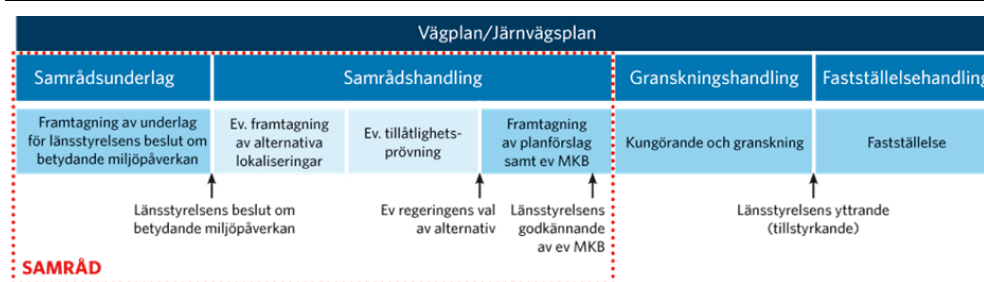 Vägplan/Järnvägsplan
Samrådsunderlag
Samrådshandling
Granskningshandling
Fastställelsehandling
Framtagning av underlag
för länsstyrelsens beslut om
betydande miljöpåverkan
Ev. framtagning
av alternativa
lokaliseringar
Ev. tillåtlighets-
prövning
Framtagning
av planförslag
samt ev MKB
Kungörande och granskning
Fastställelse
Länsstyrelsens beslut om
betydande miljöpåverkan
Ev regeringens val
av alternativ
Länsstyrelsens
godkännande
av ev MKB
Länsstyrelsens yttrande
(tillstyrkande)
SAMRÅD